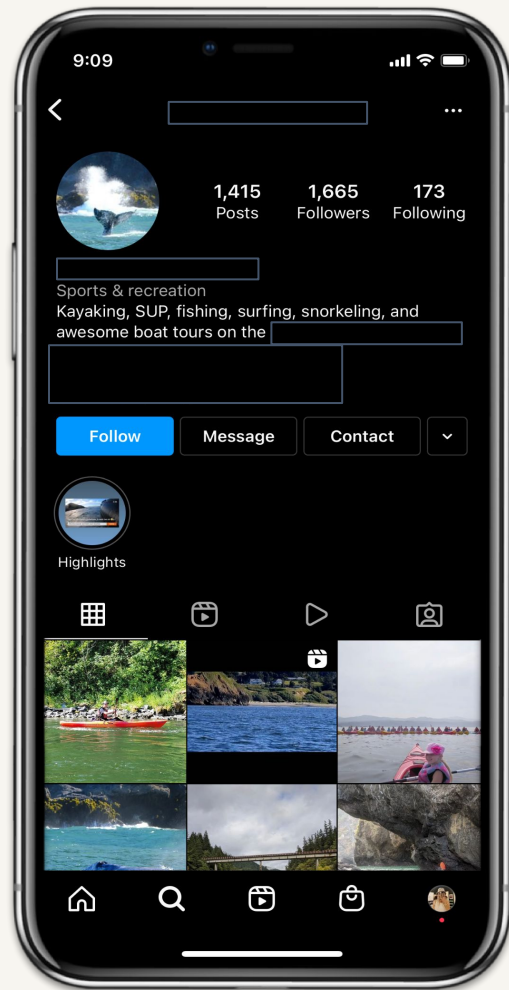 9:09
1,415 1,665 173
Posts Followers Following
Sports & recreation
Kayaking, SUP, fishing, surfing, snorkeling, and
awesome boat tours on the
Follow Message Contact
Highlights